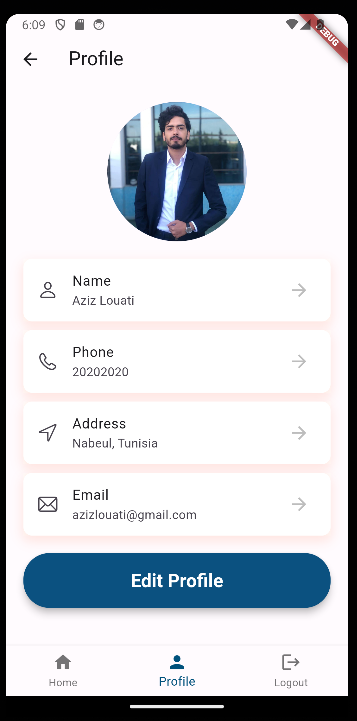 6:09
DEBUG
Profile
Name
Aziz Louati
Phone
20202020
Address
Nabeul, Tunisia
Email
azizlouati@gmail.com
Edit Profile
Home
Profile
Logout